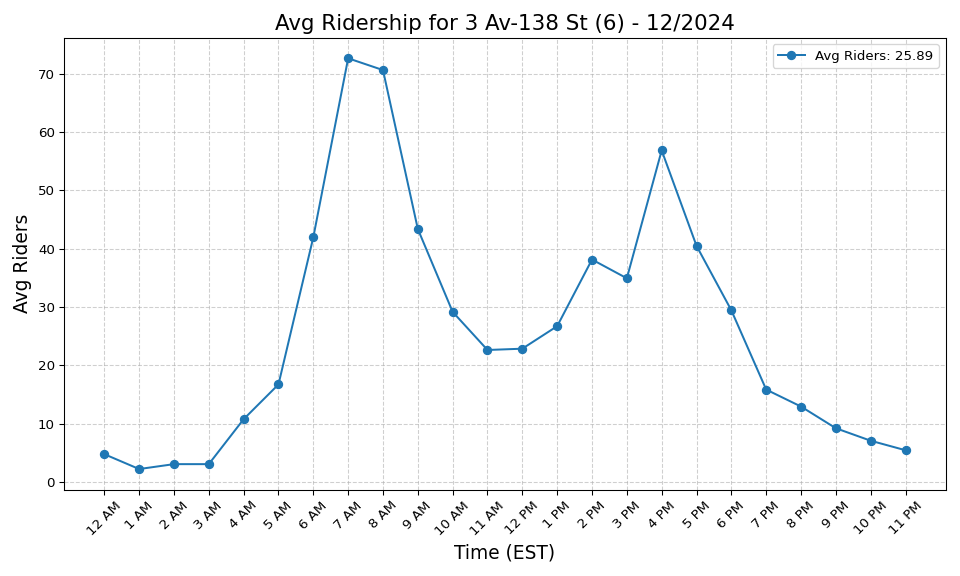 Avg Ridership for 3 Av-138 St (6) - 12/2024
Avg Riders: 25.89
Avg Riders
70
60
50
40
30
20
10
0
12 AM
1 AM
2 AM
3 AM
4 AM
5 AM
6 AM
7 AM
8 AM
9 AM
10 AM
11 AM
12 PM
1 PM
2 PM
3 PM
4 PM
5 PM
6 PM
7 PM
8 PM
9 PM
10 PM
11 PM
Time (EST)